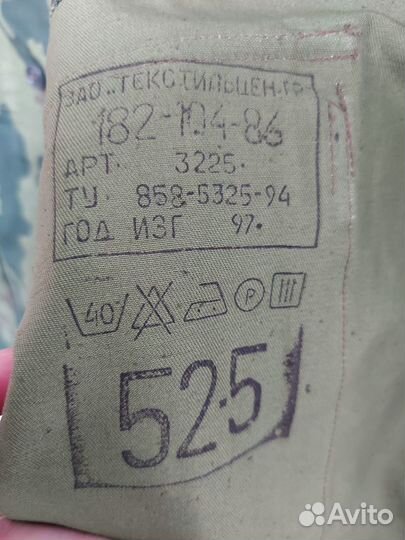 ЗАО "ТЕКСТИЛЬЦЕНТР"
182-104-86
АРТ. 3225.
ТУ 858-5325-94
ГОД ИЗГ 97.
40 P
525
Avito